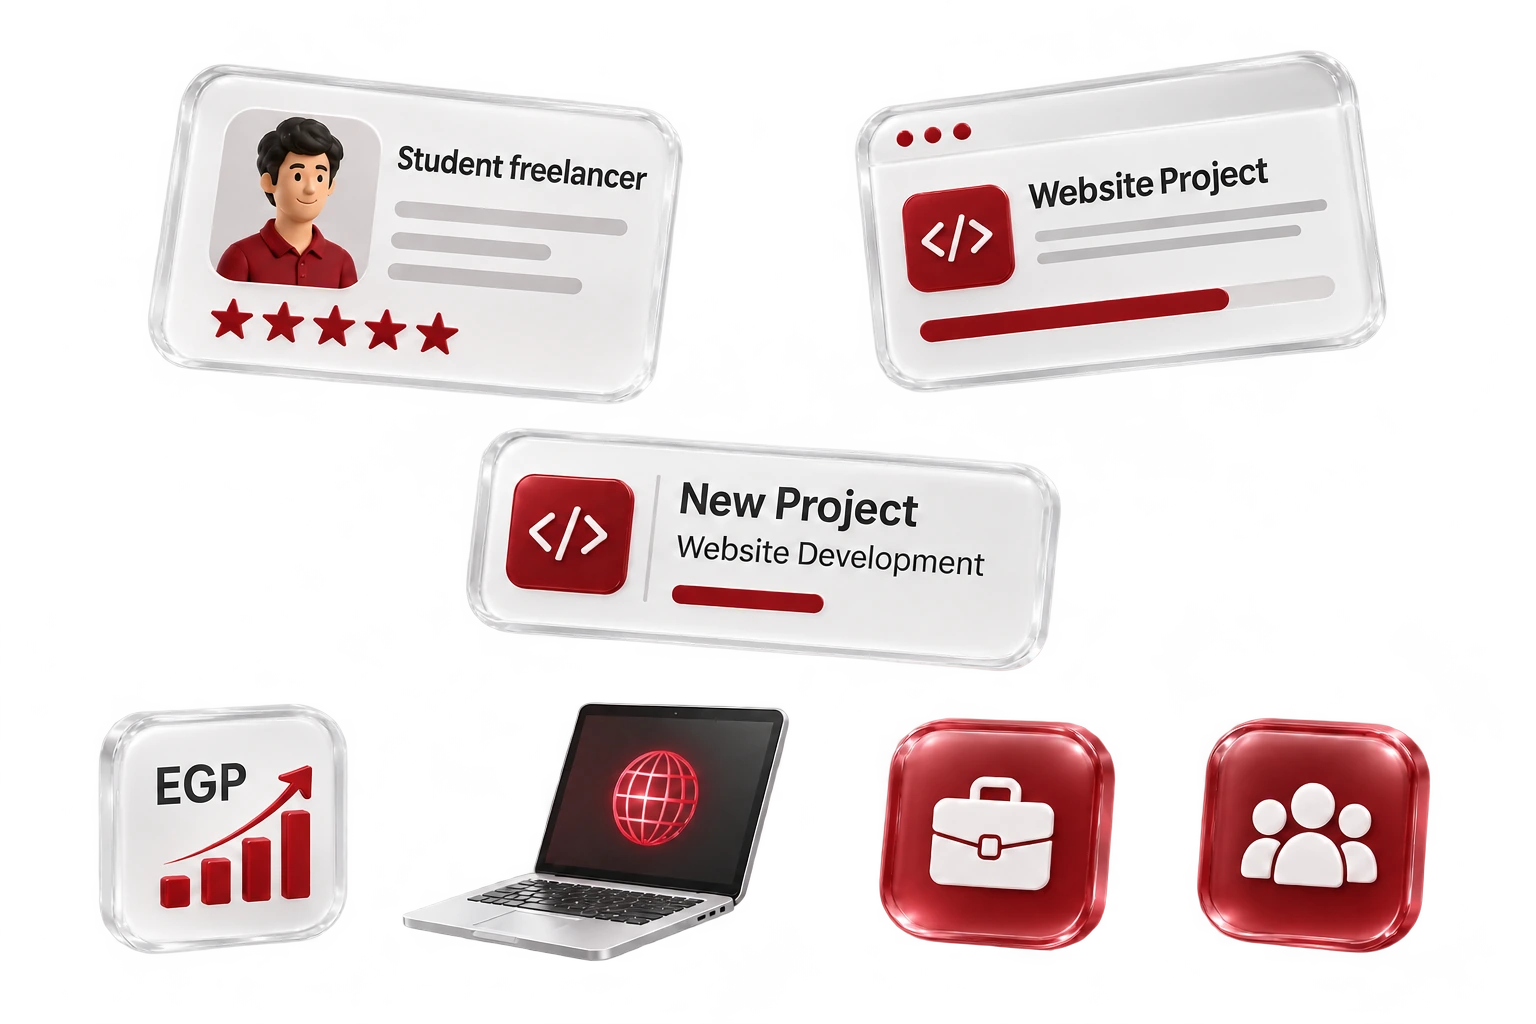 Student freelancer
Website Project
</>
New Project
Website Development
</>
EGP